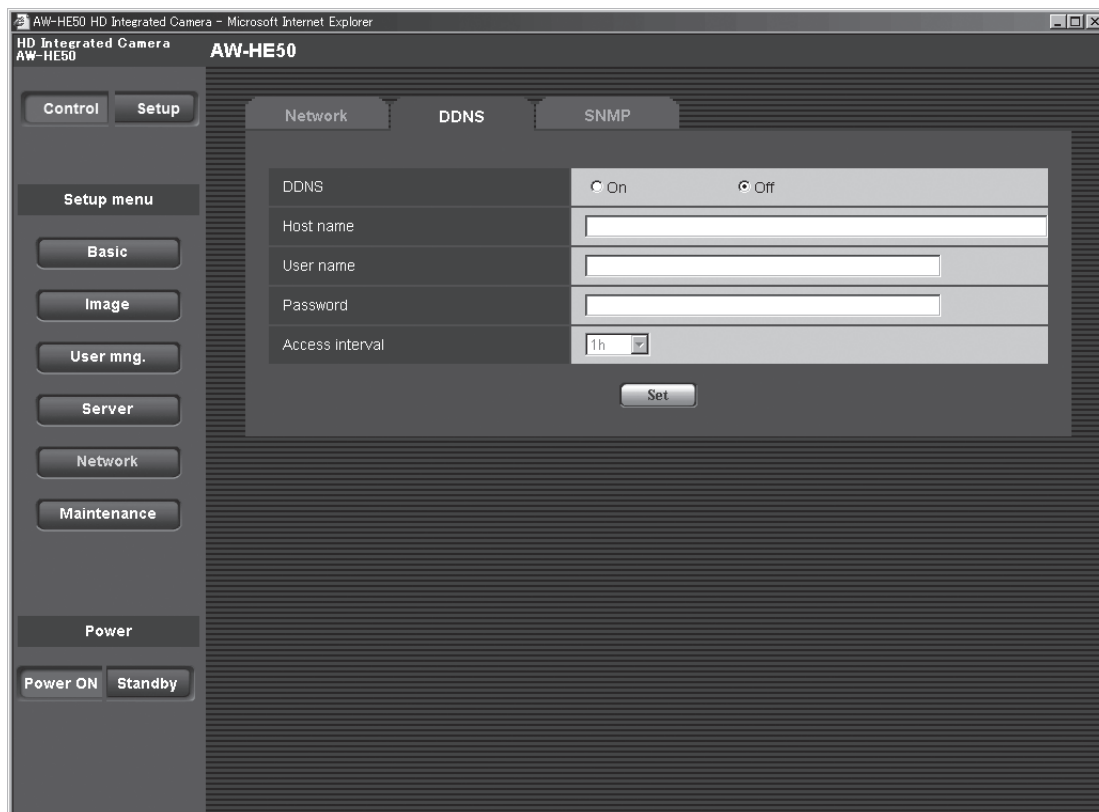 AW-HE50 HD Integrated Camera - Microsoft Internet Explorer
HD Integrated Camera
AW-HE50
AW-HE50
Control Setup
Setup menu
Basic
Image
User mng.
Server
Network
Maintenance
Power
Power ON Standby
Network DDNS SNMP
DDNS On Off
Host name
User name
Password
Access interval 1h
Set